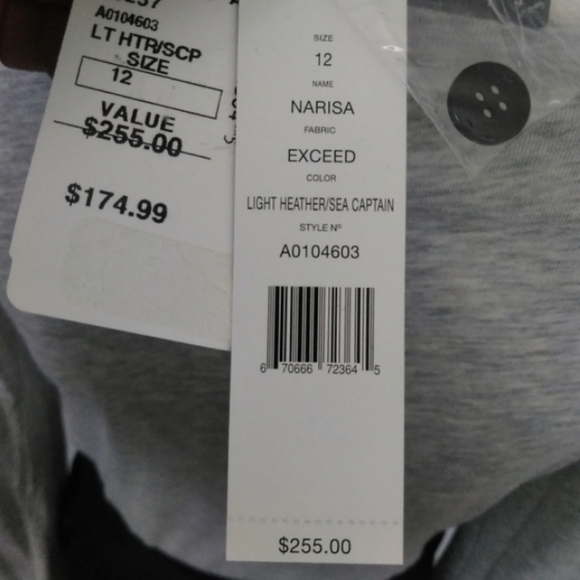 A0104603
LT HTR/SCP
SIZE
12
VALUE
$255.00
$174.99
SIZE
12
NAME
NARISA
FABRIC
EXCEED
COLOR
LIGHT HEATHER/SEA CAPTAIN
STYLE Nº
A0104603
6 70666 72364 5
$255.00